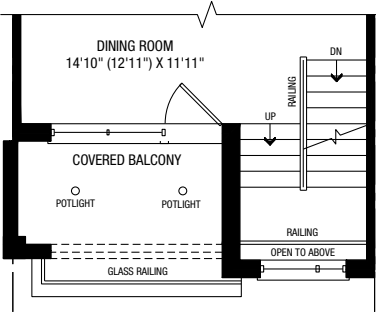 DINING ROOM
14'10" (12'11") X 11'11"
DN
RAILING
UP
COVERED BALCONY
POTLIGHT
POTLIGHT
RAILING
OPEN TO ABOVE
GLASS RAILING